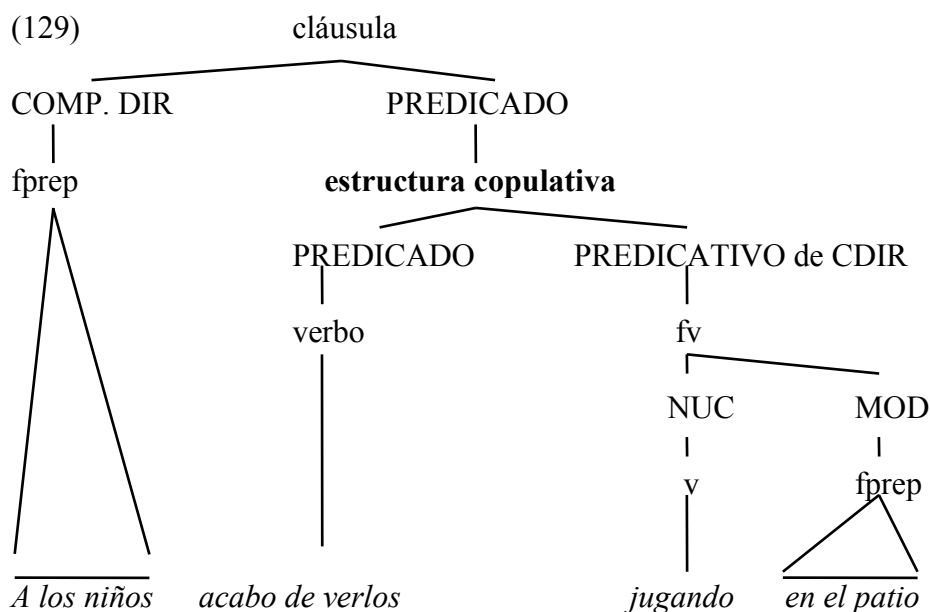 (129) cláusula
COMP. DIR PREDICADO
fprep estructura copulativa
PREDICADO PREDICATIVO de CDIR
verbo fv
NUC MOD
v fprep
A los niños acabo de verlos jugando en el patio